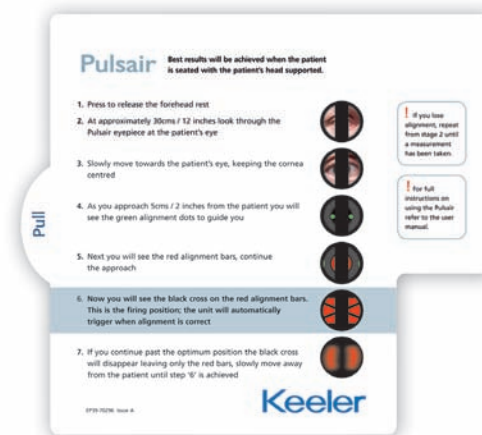 Pulsair
Best results will be achieved when the patient
is seated with the patient's head supported.
1. Press to release the forehead rest
2. At approximately 30cms / 12 inches look through the
Pulsair eyepiece at the patient's eye
3. Slowly move towards the patient's eye, keeping the cornea
centred
4. As you approach 5cms / 2 inches from the patient you will
see the green alignment dots to guide you
5. Next you will see the red alignment bars, continue
the approach
6. Now you will see the black cross on the red alignment bars.
This is the firing position; the unit will automatically
trigger when alignment is correct
7. If you continue past the optimum position the black cross
will disappear leaving only the red bars, slowly move away
from the patient until step '6' is achieved
! If you lose
alignment, repeat
from stage 2 until
a measurement
has been taken.
! For full
instructions on
using the Pulsair
refer to the user
manual.
Pull
EP59-70296 Issue A
Keeler